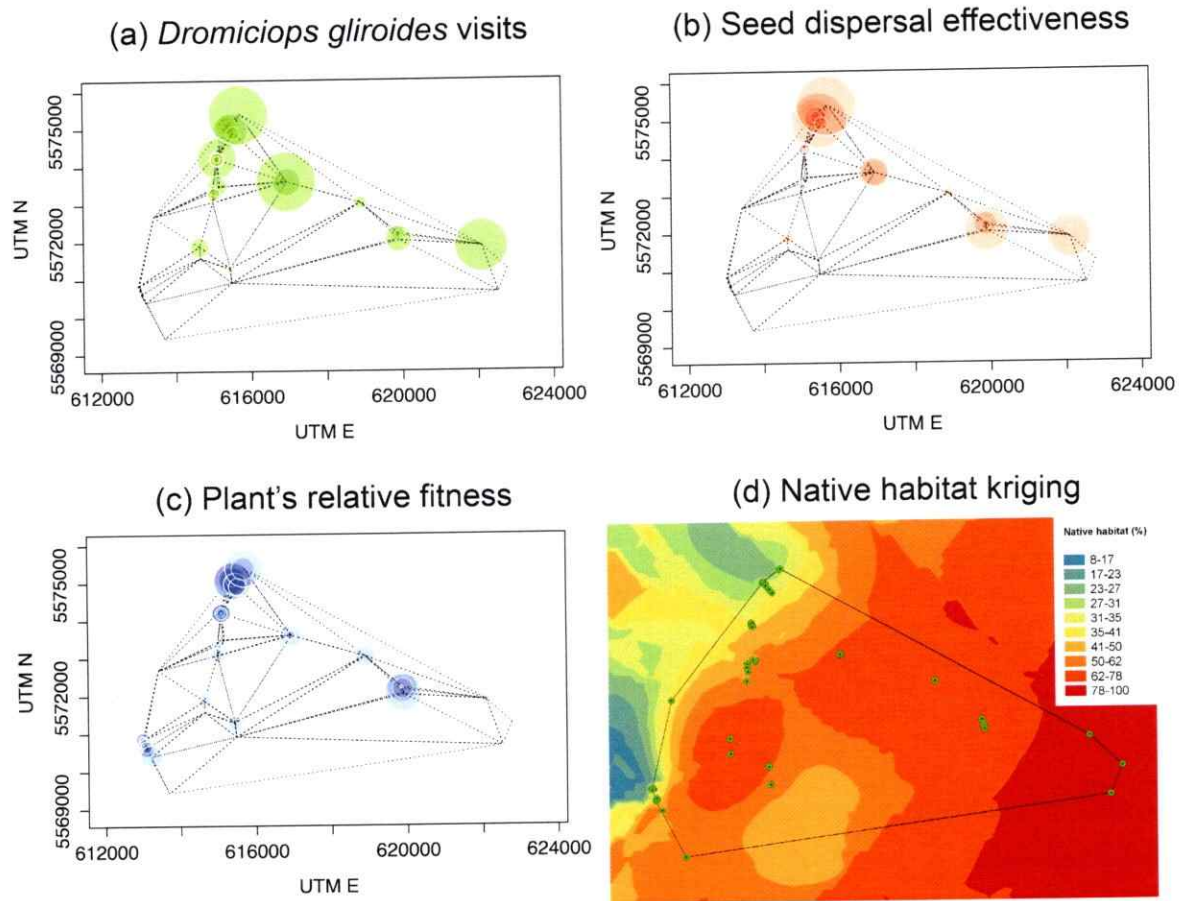 (a) Dromiciops gliroides visits
(b) Seed dispersal effectiveness
UTM N
5575000
5572000
5569000
612000
616000
620000
624000
UTM E
UTM N
5575000
5572000
5569000
612000
616000
620000
624000
UTM E
(c) Plant's relative fitness
(d) Native habitat kriging
UTM N
5575000
5572000
5569000
612000
616000
620000
624000
UTM E
Native habitat (%)
8-17
17-23
23-27
27-31
31-35
35-41
41-50
50-62
62-78
78-100